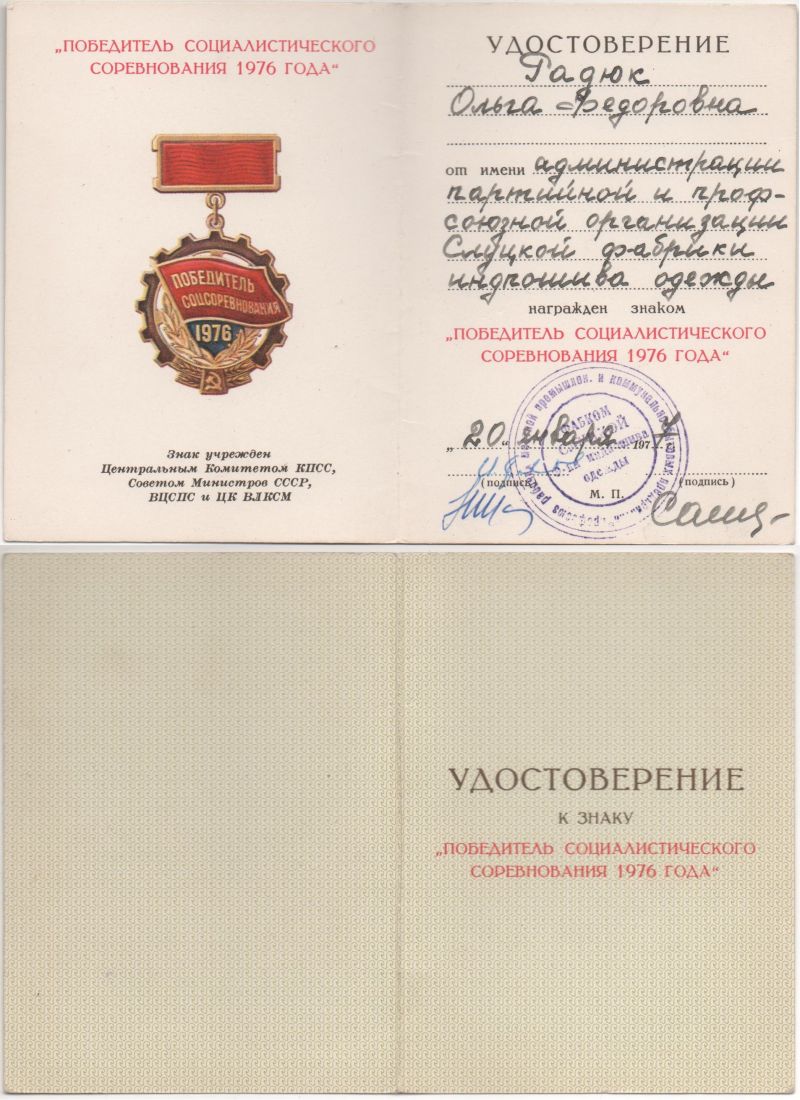 „ПОБЕДИТЕЛЬ СОЦИАЛИСТИЧЕСКОГО
СОРЕВНОВАНИЯ 1976 ГОДА“
ПОБЕДИТЕЛЬ
СОЦСОРЕВНОВАНИЯ
1976
Знак учрежден
Центральным Комитетом КПСС,
Советом Министров СССР,
ВЦСПС и ЦК ВЛКСМ
УДОСТОВЕРЕНИЕ
Гадюк
Ольга Федоровна
от имени администрации
партийной и проф-
союзной организации
Слуцкой фабрики
индпошива одежды
награжден знаком
„ПОБЕДИТЕЛЬ СОЦИАЛИСТИЧЕСКОГО
СОРЕВНОВАНИЯ 1976 ГОДА“
„20„ января 1977
(подпись)
М. П.
(подпись)
одежды
УДОСТОВЕРЕНИЕ
К ЗНАКУ
„ПОБЕДИТЕЛЬ СОЦИАЛИСТИЧЕСКОГО
СОРЕВНОВАНИЯ 1976 ГОДА“